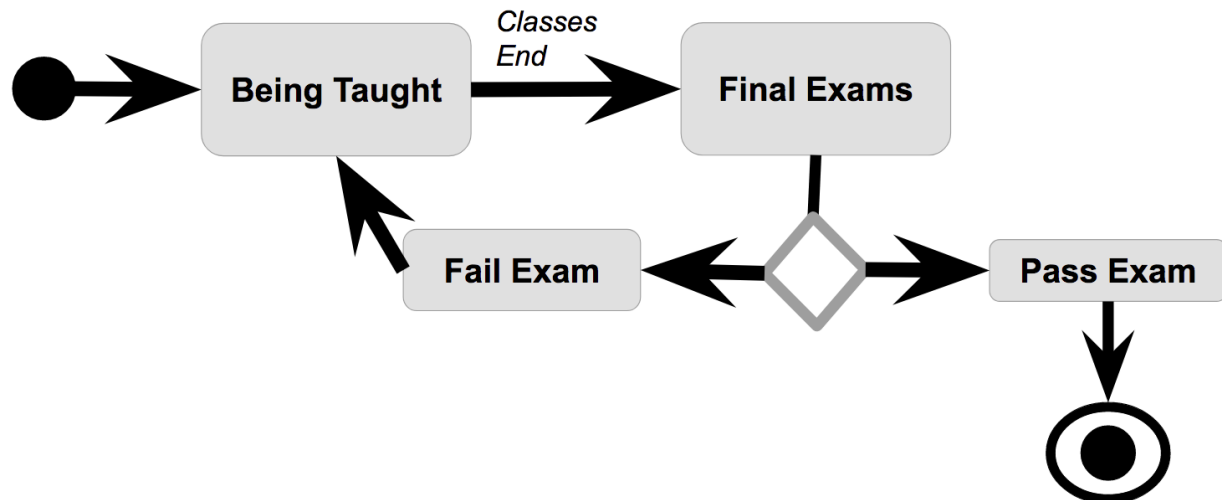 Classes
End
Being Taught
Final Exams
Fail Exam
Pass Exam